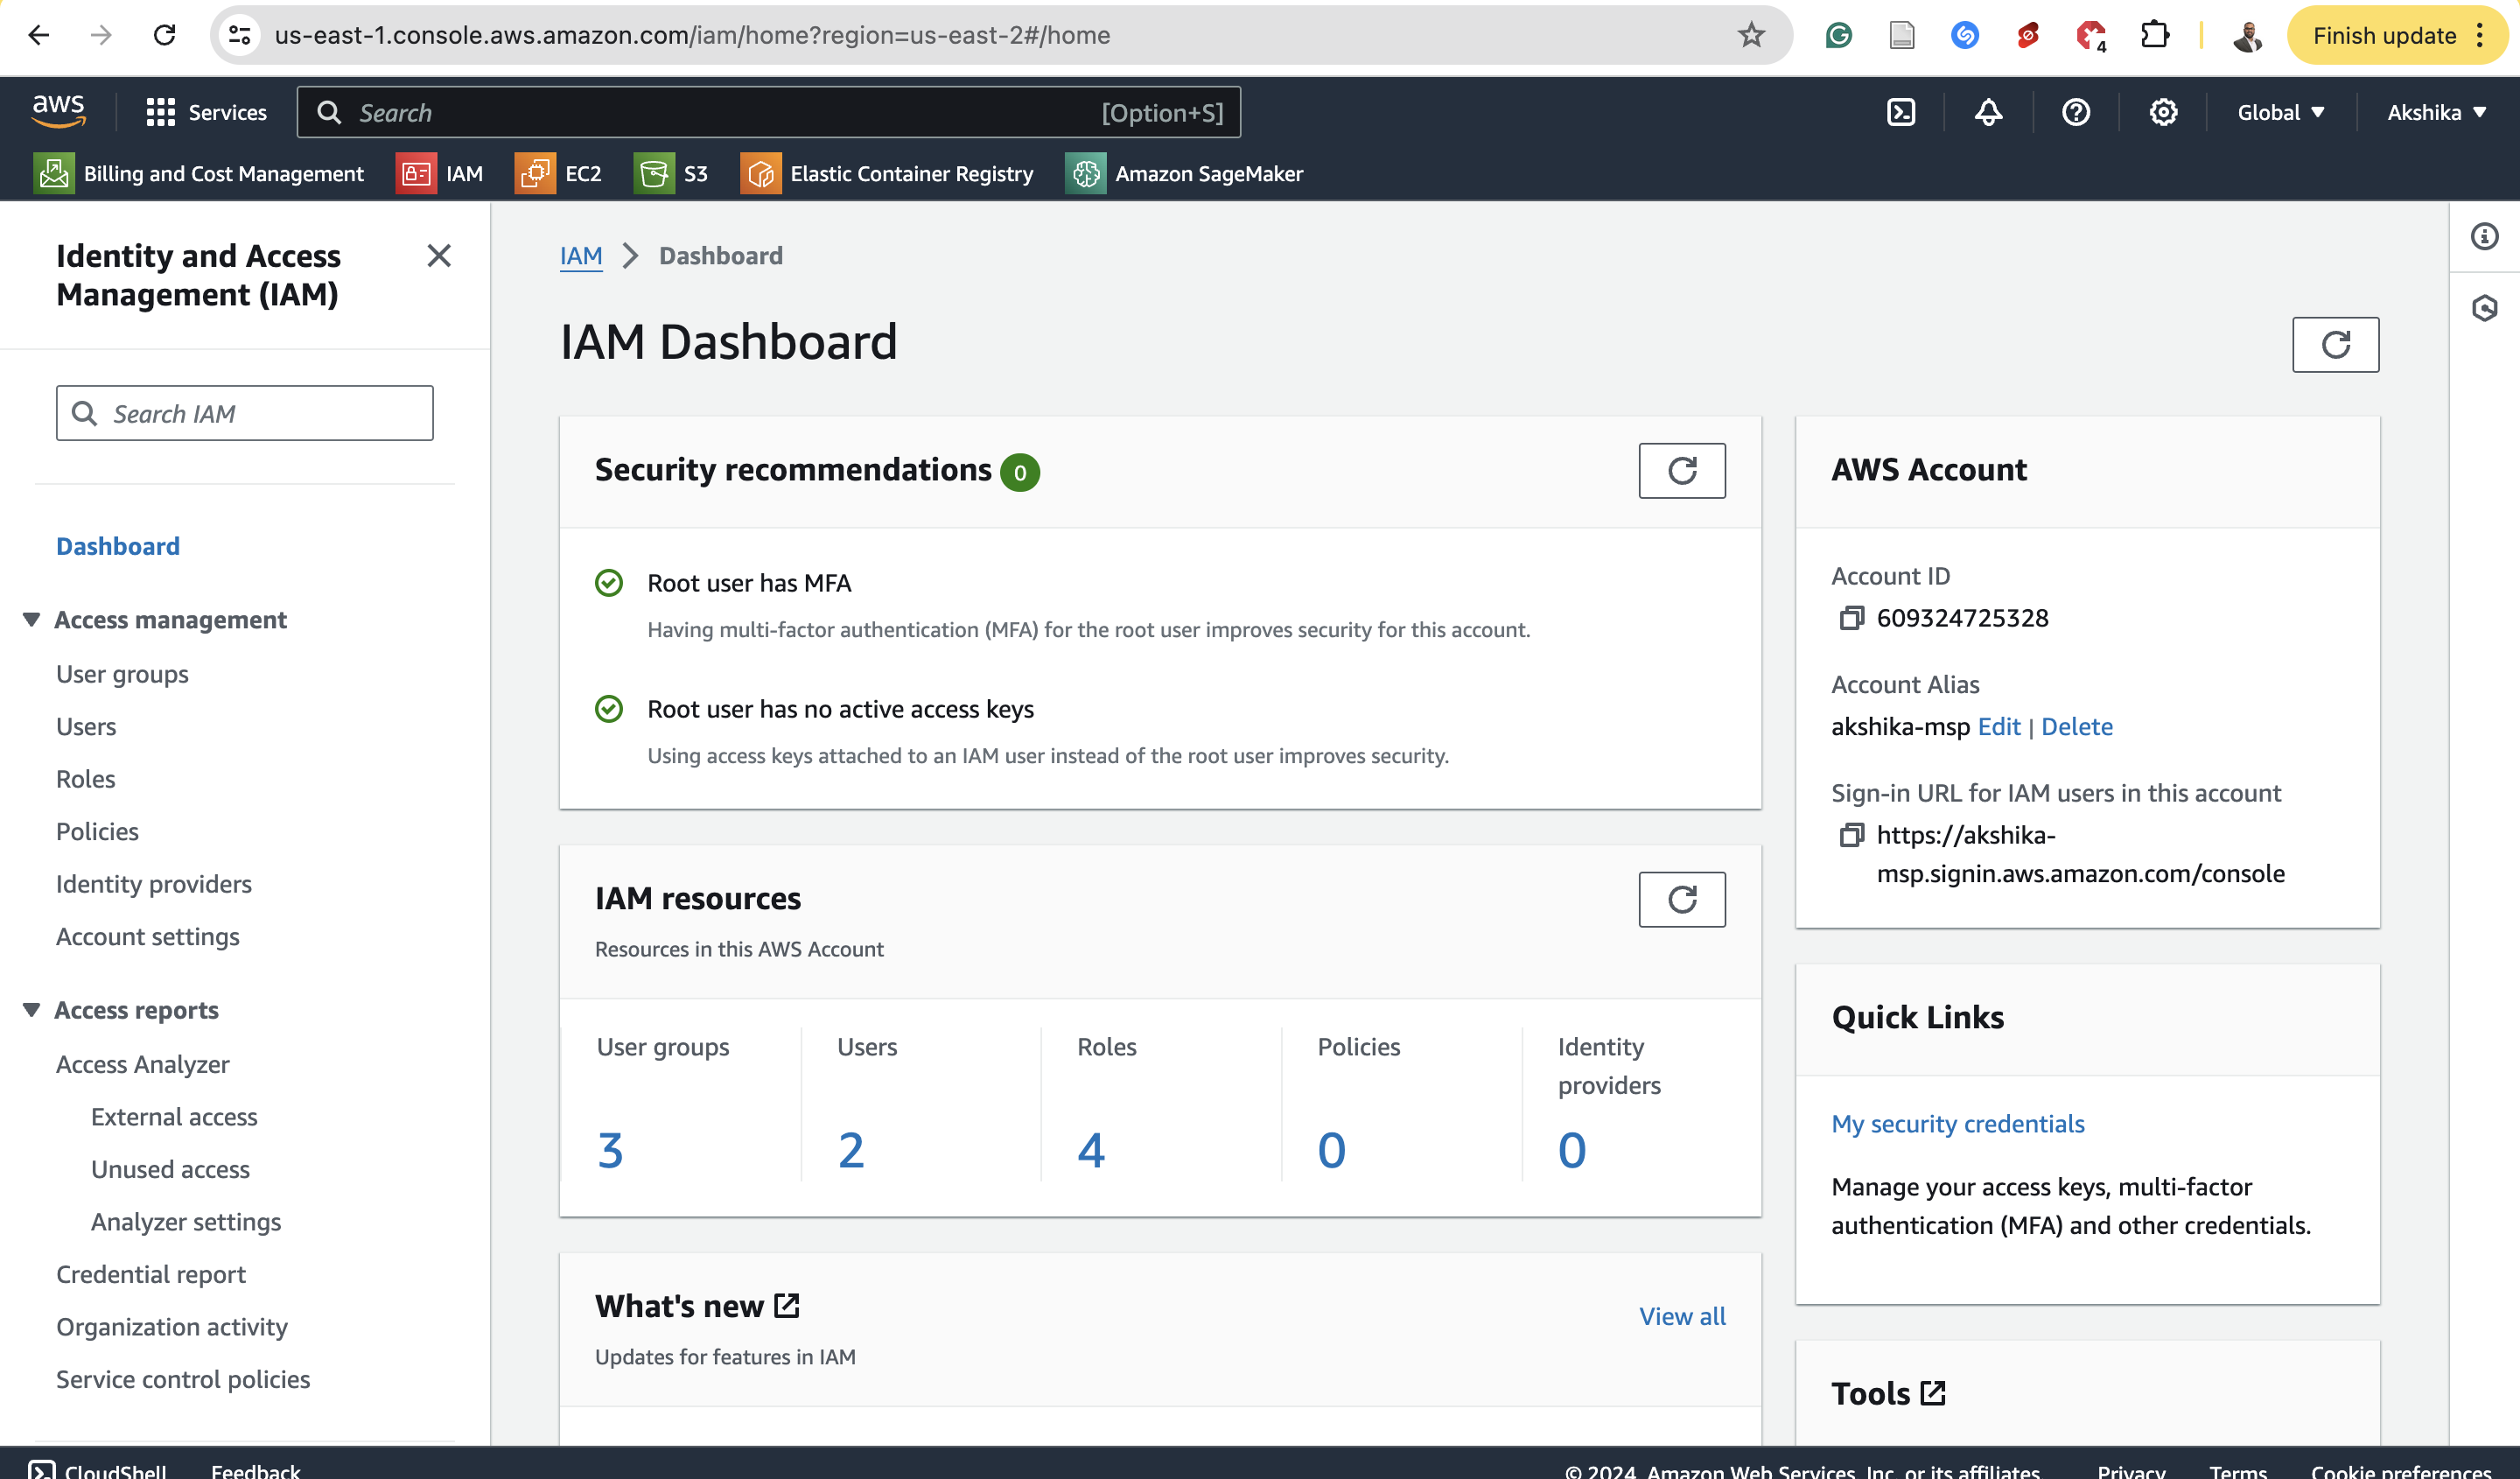 us-east-1.console.aws.amazon.com/iam/home?region=us-east-2#/home
4
Finish update
aws
Services
Search
[Option+S]
Global
Akshika
Billing and Cost Management
IAM
EC2
S3
Elastic Container Registry
Amazon SageMaker
Identity and Access
Management (IAM)
Search IAM
Dashboard
Access management
User groups
Users
Roles
Policies
Identity providers
Account settings
Access reports
Access Analyzer
External access
Unused access
Analyzer settings
Credential report
Organization activity
Service control policies
IAM
Dashboard
IAM Dashboard
Security recommendations 0
Root user has MFA
Having multi-factor authentication (MFA) for the root user improves security for this account.
Root user has no active access keys
Using access keys attached to an IAM user instead of the root user improves security.
IAM resources
Resources in this AWS Account
User groups
3
Users
2
Roles
4
Policies
0
Identity
providers
0
What's new
View all
Updates for features in IAM
AWS Account
Account ID
609324725328
Account Alias
akshika-msp Edit | Delete
Sign-in URL for IAM users in this account
https://akshika-
msp.signin.aws.amazon.com/console
Quick Links
My security credentials
Manage your access keys, multi-factor
authentication (MFA) and other credentials.
Tools
CloudShell
Feedback
© 2024, Amazon Web Services, Inc. or its affiliates.
Privacy
Terms
Cookie preferences